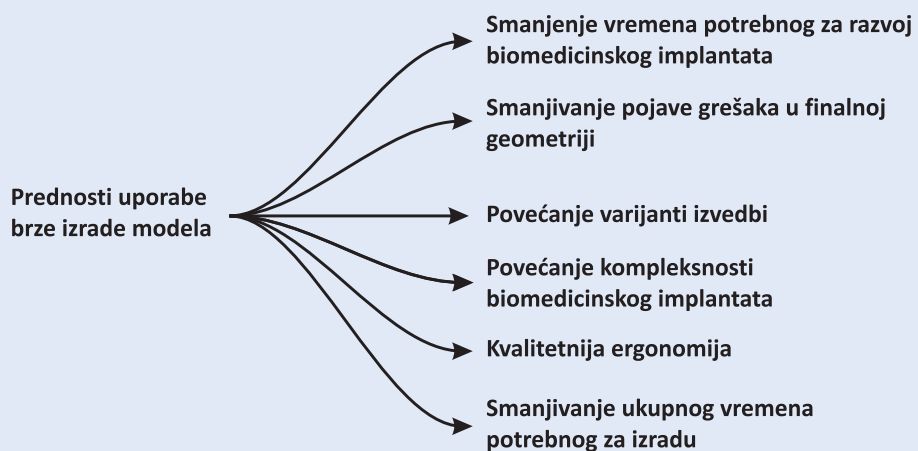 Smanjenje vremena potrebnog za razvoj
biomedicinskog implantata
Smanjivanje pojave grešaka u finalnoj
geometriji
Prednosti uporabe
brze izrade modela
Povećanje varijanti izvedbi
Povećanje kompleksnosti
biomedicinskog implantata
Kvalitetnija ergonomija
Smanjivanje ukupnog vremena
potrebnog za izradu